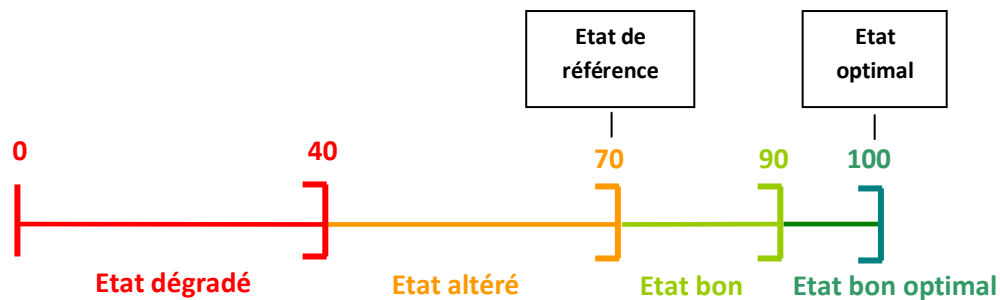 Etat de
référence
Etat
optimal
0
40
70
90
100
Etat dégradé
Etat altéré
Etat bon
Etat bon optimal